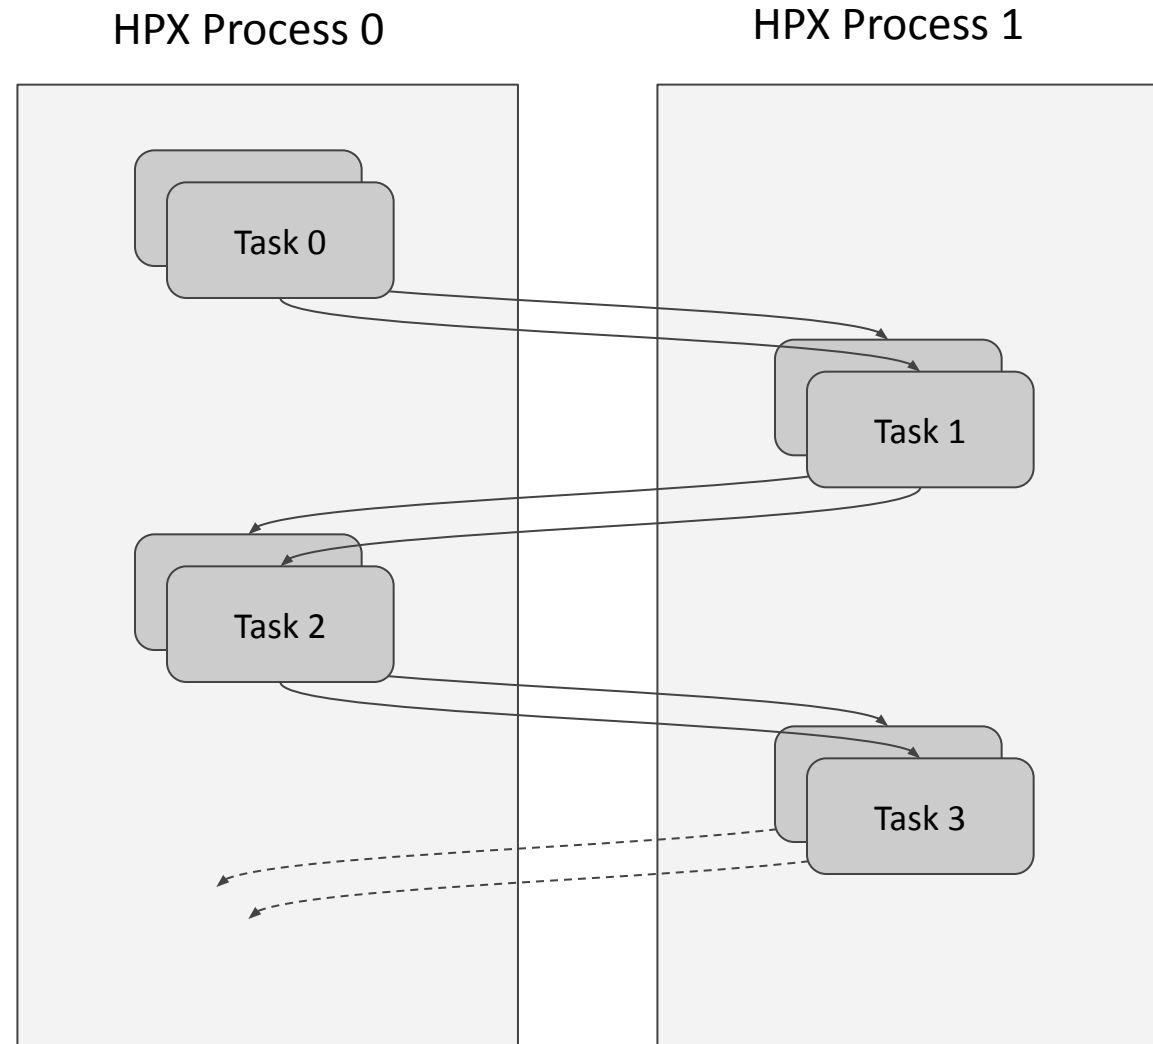 HPX Process 0
HPX Process 1
Task 0
Task 1
Task 2
Task 3